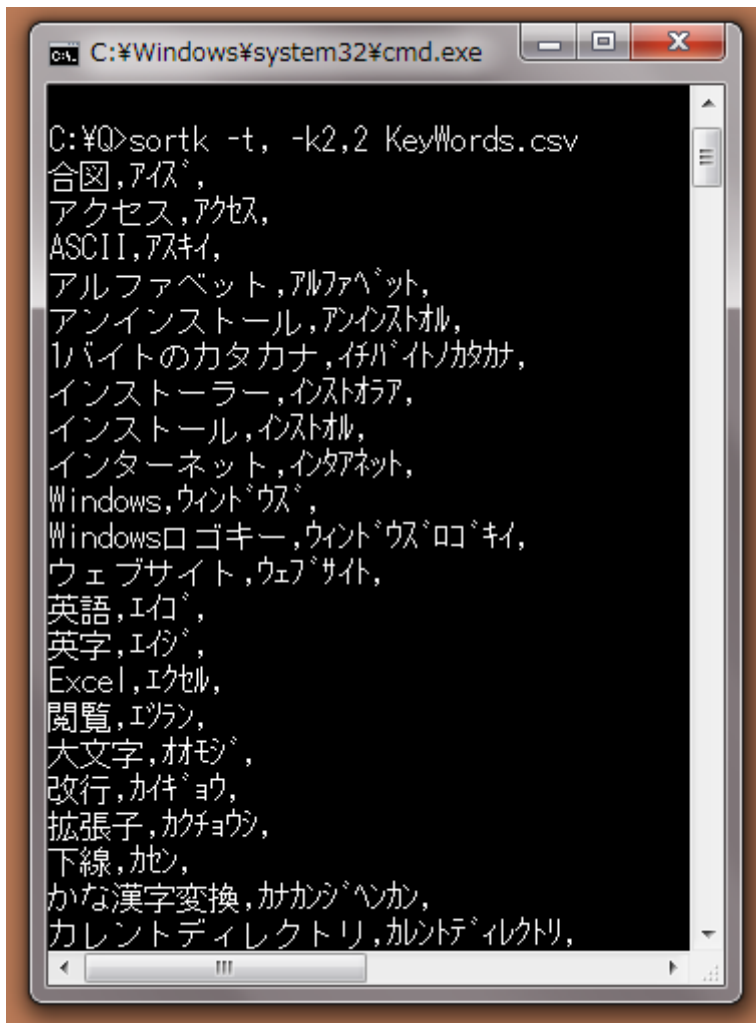 C:¥Windows¥system32¥cmd.exe
C:¥Q>sortk -t, -k2,2 KeyWords.csv
合図,ｱｲｽﾞ,
アクセス,ｱｸｾｽ,
ASCII,ｱｽｷｲ,
アルファベット,ｱﾙﾌｧﾍﾞｯﾄ,
アンインストール,ｱﾝｲﾝｽﾄｵﾙ,
1バイトのカタカナ,ｲﾁﾊﾞｲﾄﾉｶﾀｶﾅ,
インストーラー,ｲﾝｽﾄｵﾗｱ,
インストール,ｲﾝｽﾄｵﾙ,
インターネット,ｲﾝﾀｱﾈｯﾄ,
Windows,ｳｨﾝﾄﾞｳｽﾞ,
Windowsロゴキー,ｳｨﾝﾄﾞｳｽﾞﾛｺﾞｷｲ,
ウェブサイト,ｳｪﾌﾞｻｲﾄ,
英語,ｴｲｺﾞ,
英字,ｴｲｼﾞ,
Excel,ｴｸｾﾙ,
閲覧,ｴﾂﾗﾝ,
大文字,ｵｵﾓｼﾞ,
改行,ｶｲｷﾞｮｳ,
拡張子,ｶｸﾁｮｳｼ,
下線,ｶｾﾝ,
かな漢字変換,ｶﾅｶﾝｼﾞﾍﾝｶﾝ,
カレントディレクトリ,ｶﾚﾝﾄﾃﾞｨﾚｸﾄﾘ,